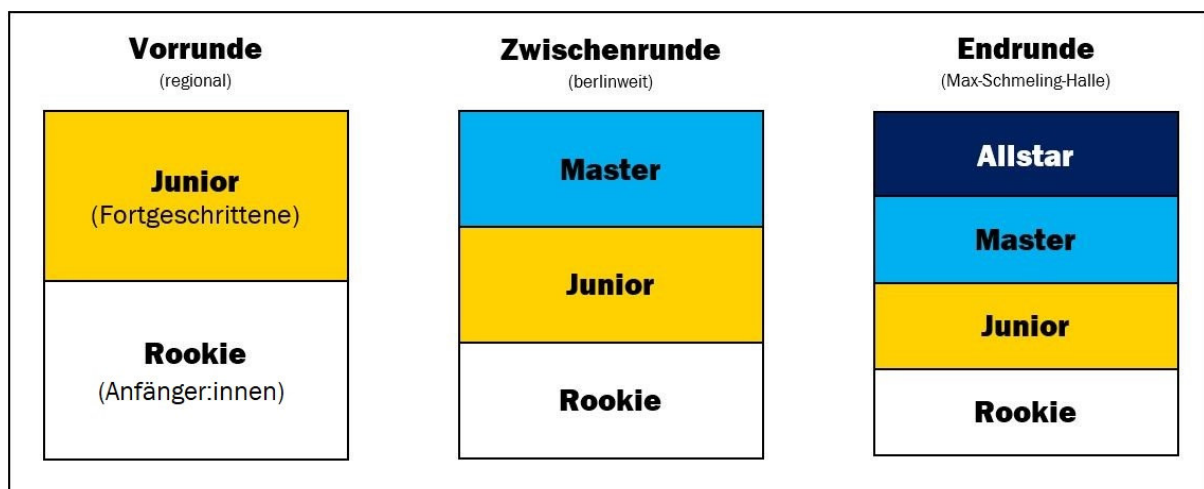 Vorrunde
(regional)
Junior
(Fortgeschrittene)
Rookie
(Anfänger:innen)
Zwischenrunde
(berlinweit)
Master
Junior
Rookie
Endrunde
(Max-Schmeling-Halle)
Allstar
Master
Junior
Rookie